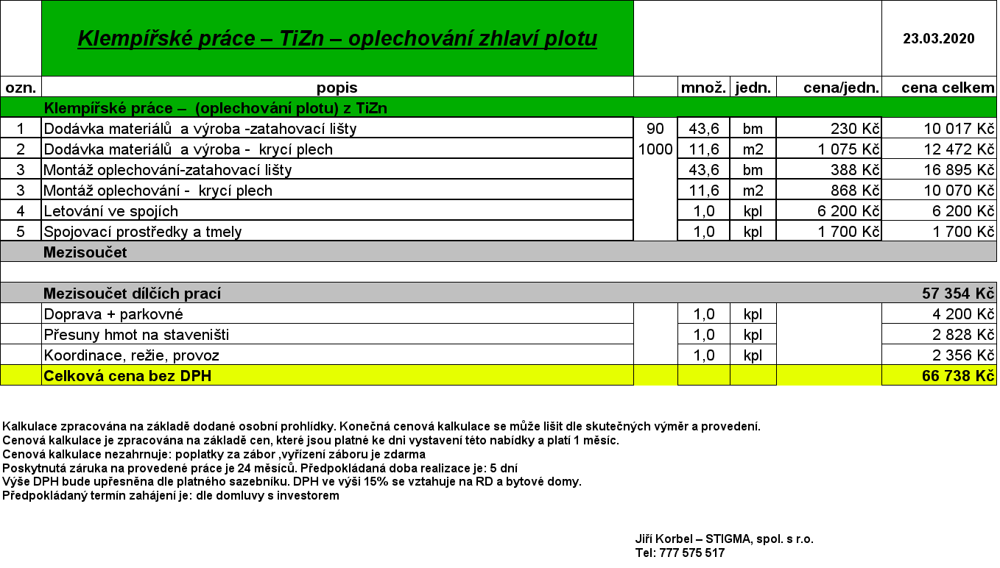 Klempířské práce – TiZn – oplechování zhlaví plotu 23.03.2020
ozn. popis množ. jedn. cena/jedn. cena celkem
Klempířské práce – (oplechování plotu) z TiZn
1 Dodávka materiálů a výroba -zatahovací lišty 90 43,6 bm 230 Kč 10 017 Kč
2 Dodávka materiálů a výroba - krycí plech 1000 11,6 m2 1 075 Kč 12 472 Kč
3 Montáž oplechování-zatahovací lišty 43,6 bm 388 Kč 16 895 Kč
3 Montáž oplechování - krycí plech 11,6 m2 868 Kč 10 070 Kč
4 Letování ve spojích 1,0 kpl 6 200 Kč 6 200 Kč
5 Spojovací prostředky a tmely 1,0 kpl 1 700 Kč 1 700 Kč
Mezisoučet
Mezisoučet dílčích prací 57 354 Kč
Doprava + parkovné 1,0 kpl 4 200 Kč
Přesuny hmot na staveništi 1,0 kpl 2 828 Kč
Koordinace, režie, provoz 1,0 kpl 2 356 Kč
Celková cena bez DPH 66 738 Kč
Kalkulace zpracována na základě dodané osobní prohlídky. Konečná cenová kalkulace se může lišit dle skutečných výměr a provedení.
Cenová kalkulace je zpracována na základě cen, které jsou platné ke dni vystavení této nabídky a platí 1 měsíc.
Cenová kalkulace nezahrnuje: poplatky za zábor ,vyřízení záboru je zdarma
Poskytnutá záruka na provedené práce je 24 měsíců. Předpokládaná doba realizace je: 5 dní
Výše DPH bude upřesněna dle platného sazebníku. DPH ve výši 15% se vztahuje na RD a bytové domy.
Předpokládaný termín zahájení je: dle domluvy s investorem
Jiří Korbel – STIGMA, spol. s r.o.
Tel: 777 575 517